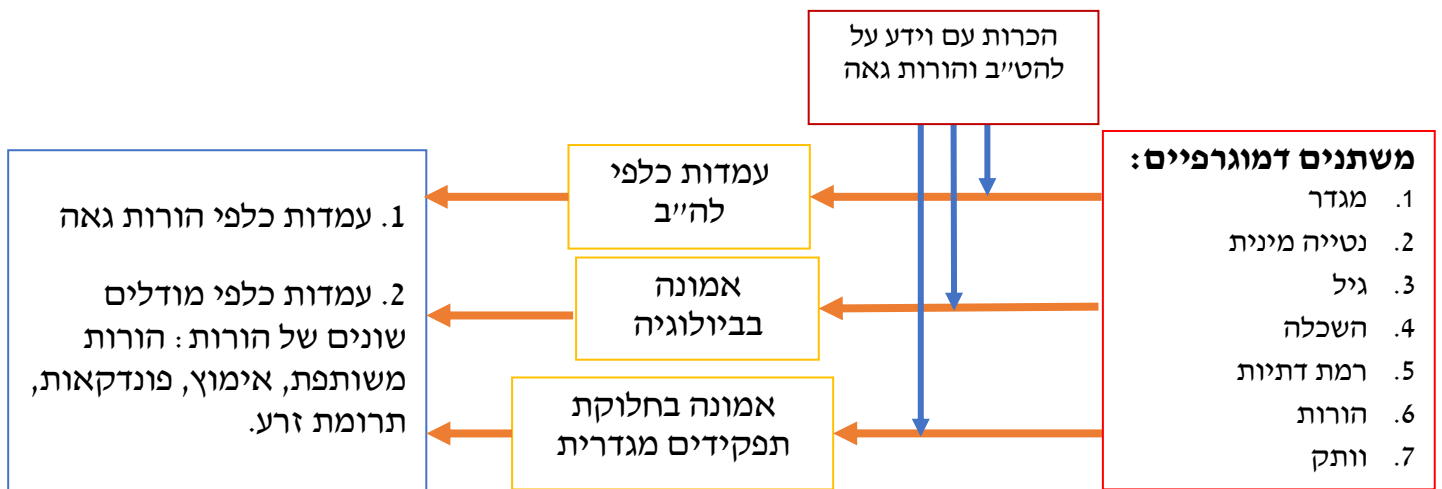 הכרות עם וידע על
להט״ב והורות גאה
משתנים דמוגרפיים:
1. מגדר
2. נטייה מינית
3. גיל
4. השכלה
5. רמת דתיות
6. הורות
7. וותק
עמדות כלפי
לה״ב
אמונה
בביולוגיה
אמונה בחלוקת
תפקידים מגדרית
1. עמדות כלפי הורות גאה
2. עמדות כלפי מודלים
שונים של הורות: הורות
משותפת, אימוץ, פונדקאות,
תרומת זרע.